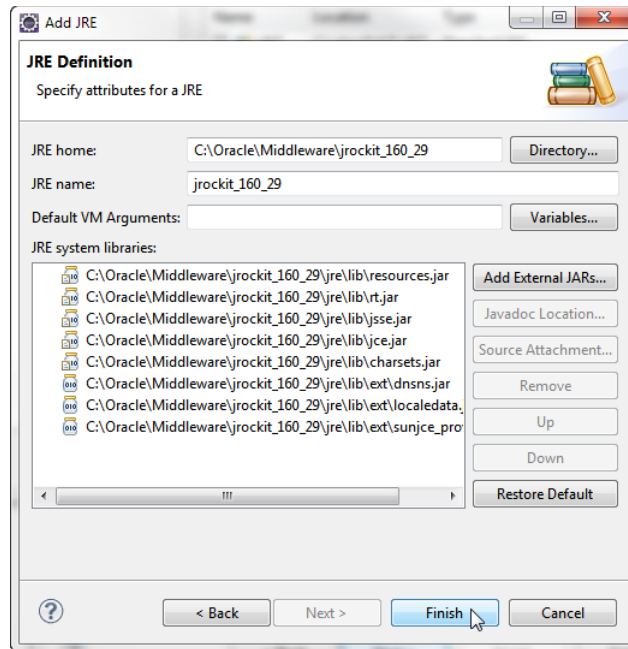 Add JRE
JRE Definition
Specify attributes for a JRE
JRE home: C:\Oracle\Middleware\jrockit_160_29 Directory...
JRE name: jrockit_160_29
Default VM Arguments: Variables...
JRE system libraries:
C:\Oracle\Middleware\jrockit_160_29\jre\lib\resources.jar
C:\Oracle\Middleware\jrockit_160_29\jre\lib\rt.jar
C:\Oracle\Middleware\jrockit_160_29\jre\lib\jsse.jar
C:\Oracle\Middleware\jrockit_160_29\jre\lib\jce.jar
C:\Oracle\Middleware\jrockit_160_29\jre\lib\charsets.jar
C:\Oracle\Middleware\jrockit_160_29\jre\lib\ext\dnsns.jar
C:\Oracle\Middleware\jrockit_160_29\jre\lib\ext\localedata.j
C:\Oracle\Middleware\jrockit_160_29\jre\lib\ext\sunjce_pro
Add External JARs...
Javadoc Location...
Source Attachment...
Remove
Up
Down
Restore Default
< Back Next > Finish Cancel